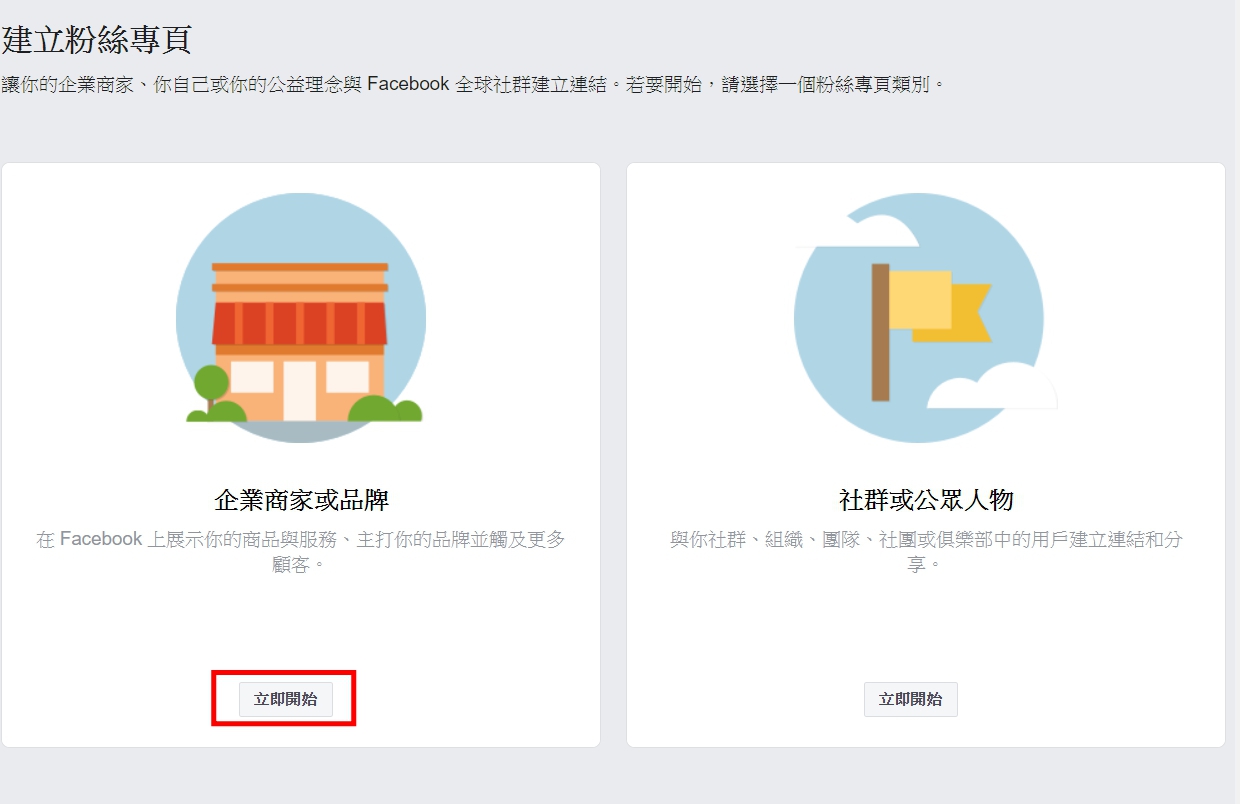 建立粉絲專頁
讓你的企業商家、你自己或你的公益理念與 Facebook 全球社群建立連結。若要開始，請選擇一個粉絲專頁類別。
企業商家或品牌
在 Facebook 上展示你的商品與服務、主打你的品牌並觸及更多
顧客。
立即開始
社群或公眾人物
與你社群、組織、團隊、社團或俱樂部中的用戶建立連結和分
享。
立即開始